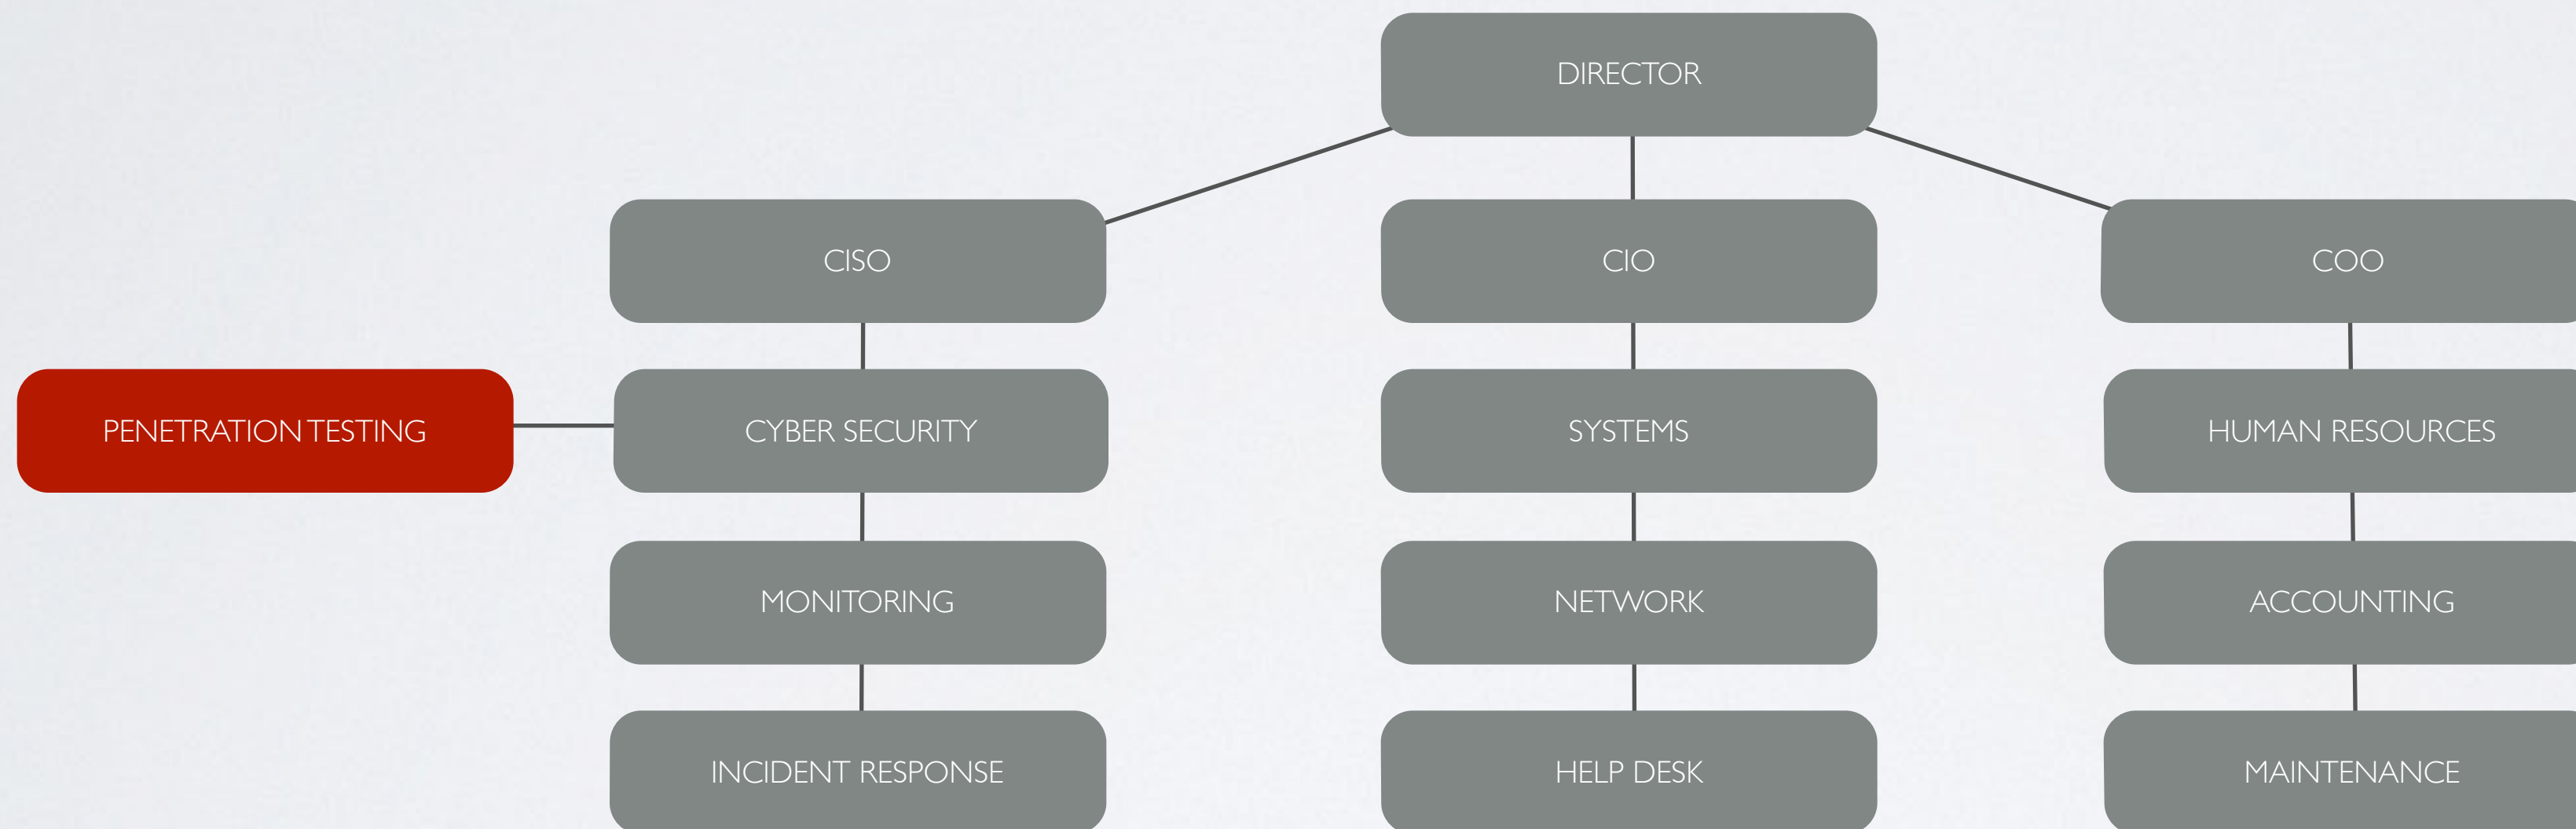 DIRECTOR
CISO
CIO
COO
PENETRATION TESTING
CYBER SECURITY
SYSTEMS
HUMAN RESOURCES
MONITORING
NETWORK
ACCOUNTING
INCIDENT RESPONSE
HELP DESK
MAINTENANCE